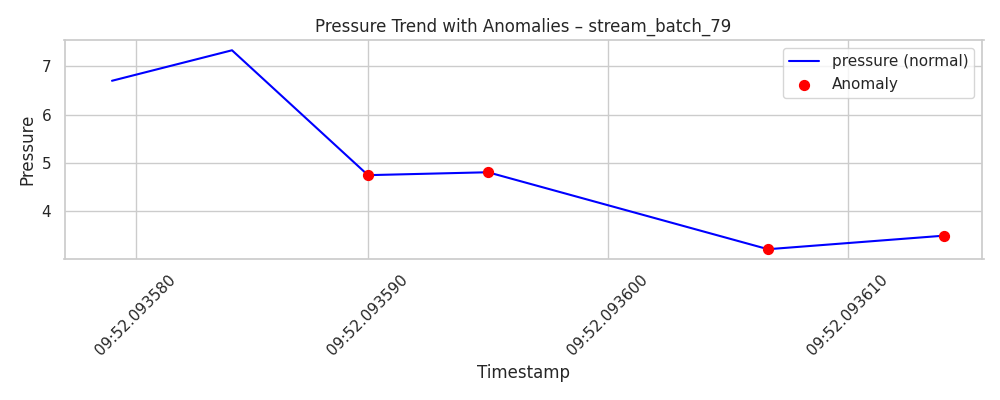 Pressure Trend with Anomalies – stream_batch_79
pressure (normal)
Anomaly
Pressure
7
6
5
4
09:52.093580
09:52.093590
09:52.093600
09:52.093610
Timestamp